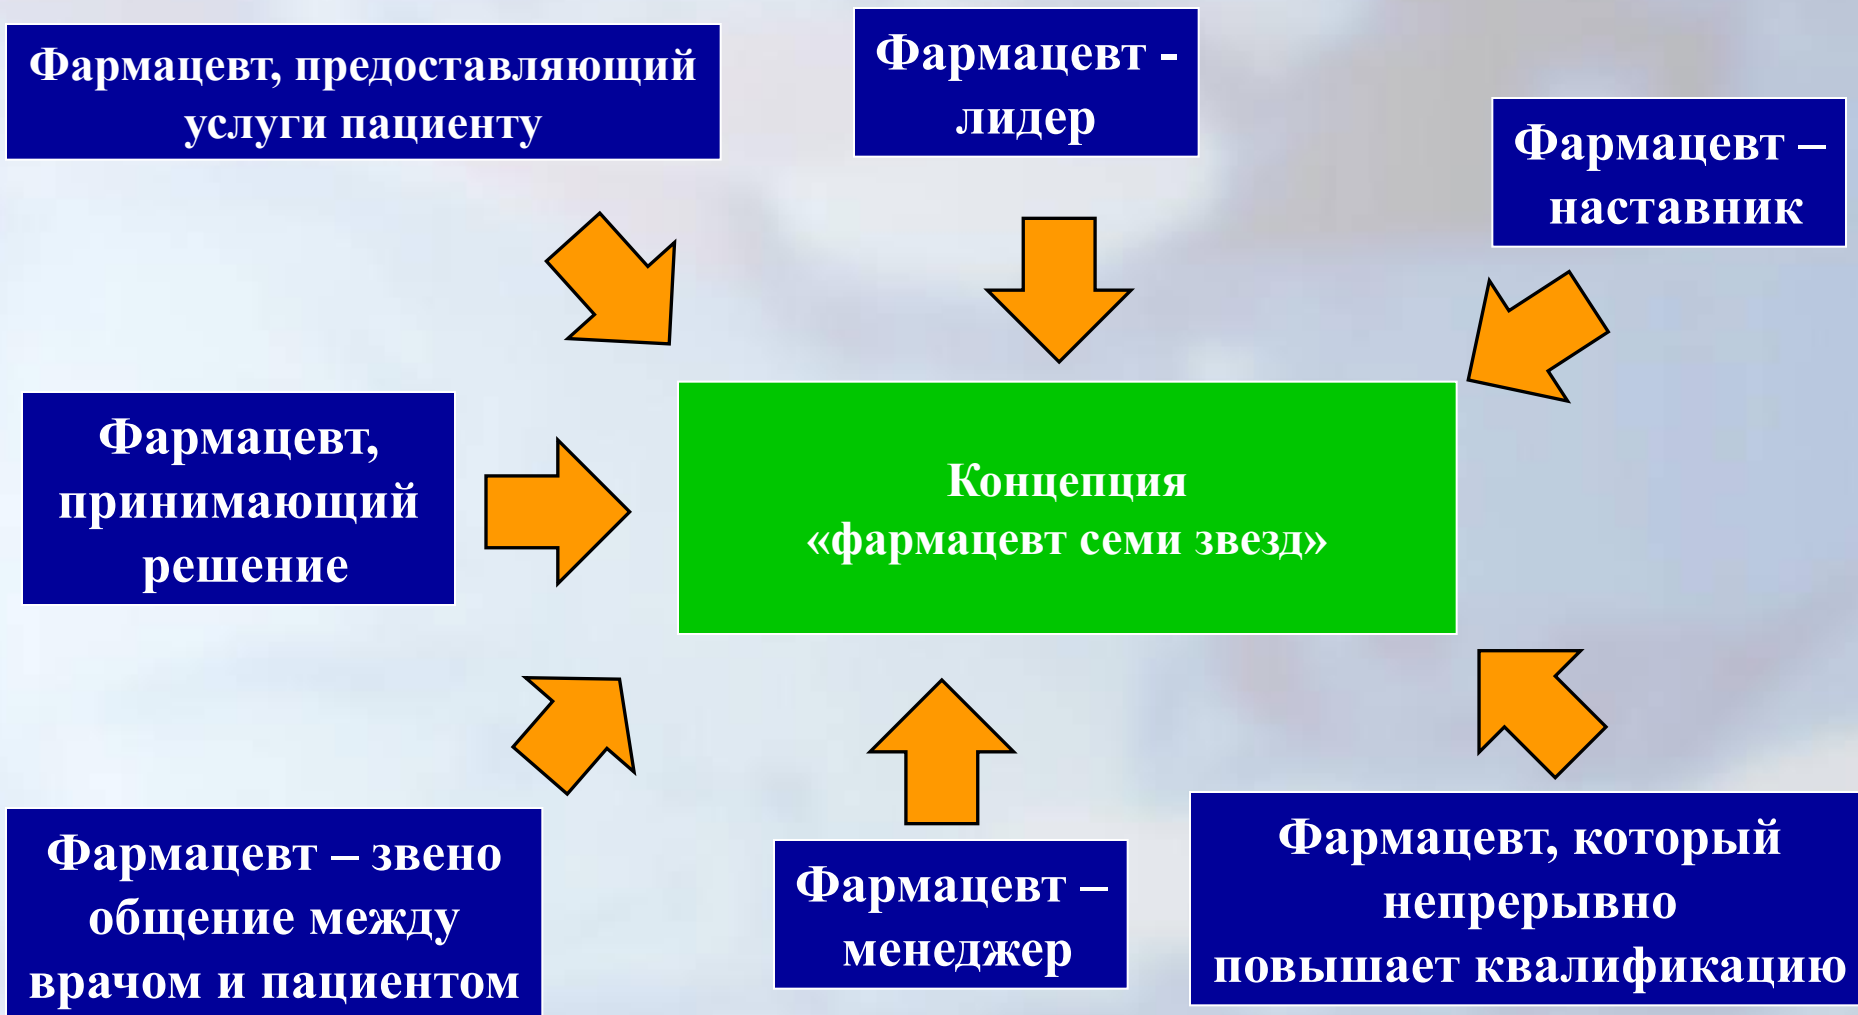 Фармацевт, предоставляющий
услуги пациенту
Фармацевт -
лидер
Фармацевт –
наставник
Фармацевт,
принимающий
решение
Концепция
«фармацевт семи звезд»
Фармацевт – звено
общение между
врачом и пациентом
Фармацевт –
менеджер
Фармацевт, который
непрерывно
повышает квалификацию